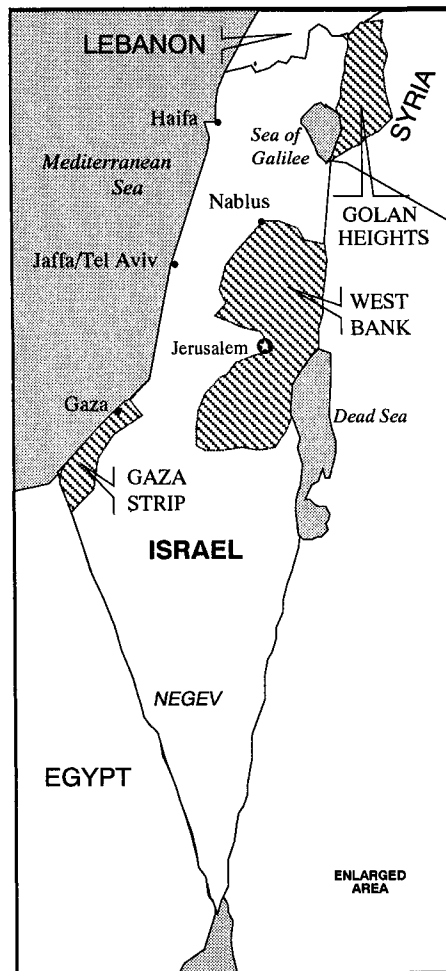 LEBANON
SYRIA
Haifa
Sea of
Galilee
Mediterranean
Sea
Nablus
GOLAN
HEIGHTS
Jaffa/Tel Aviv
WEST
BANK
Jerusalem
Gaza
Dead Sea
GAZA
STRIP
ISRAEL
NEGEV
EGYPT
ENLARGED
AREA